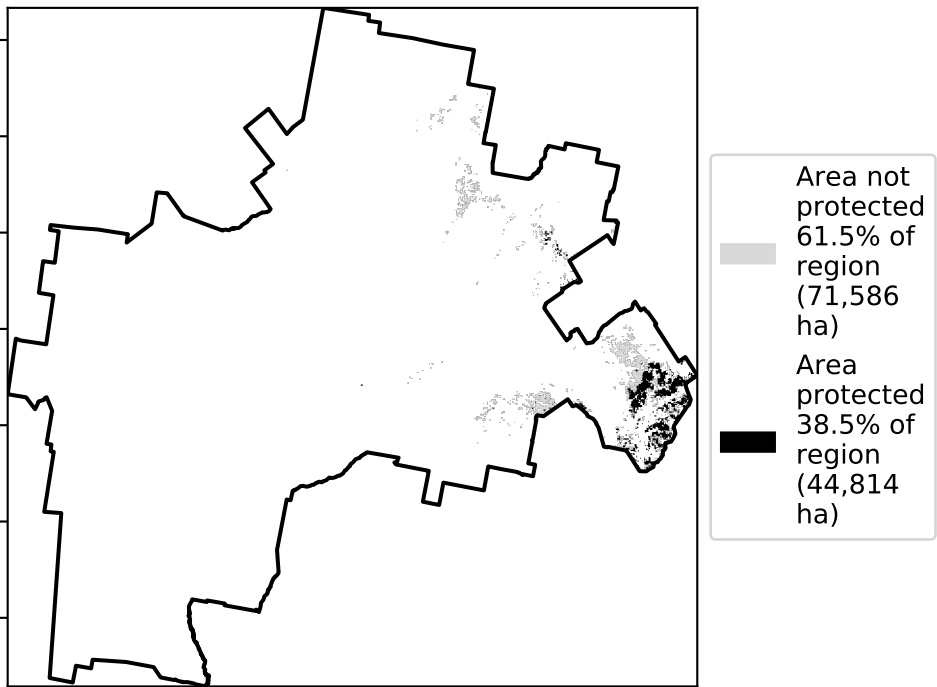 Area not
protected
61.5% of
region
(71,586
ha)
Area
protected
38.5% of
region
(44,814
ha)